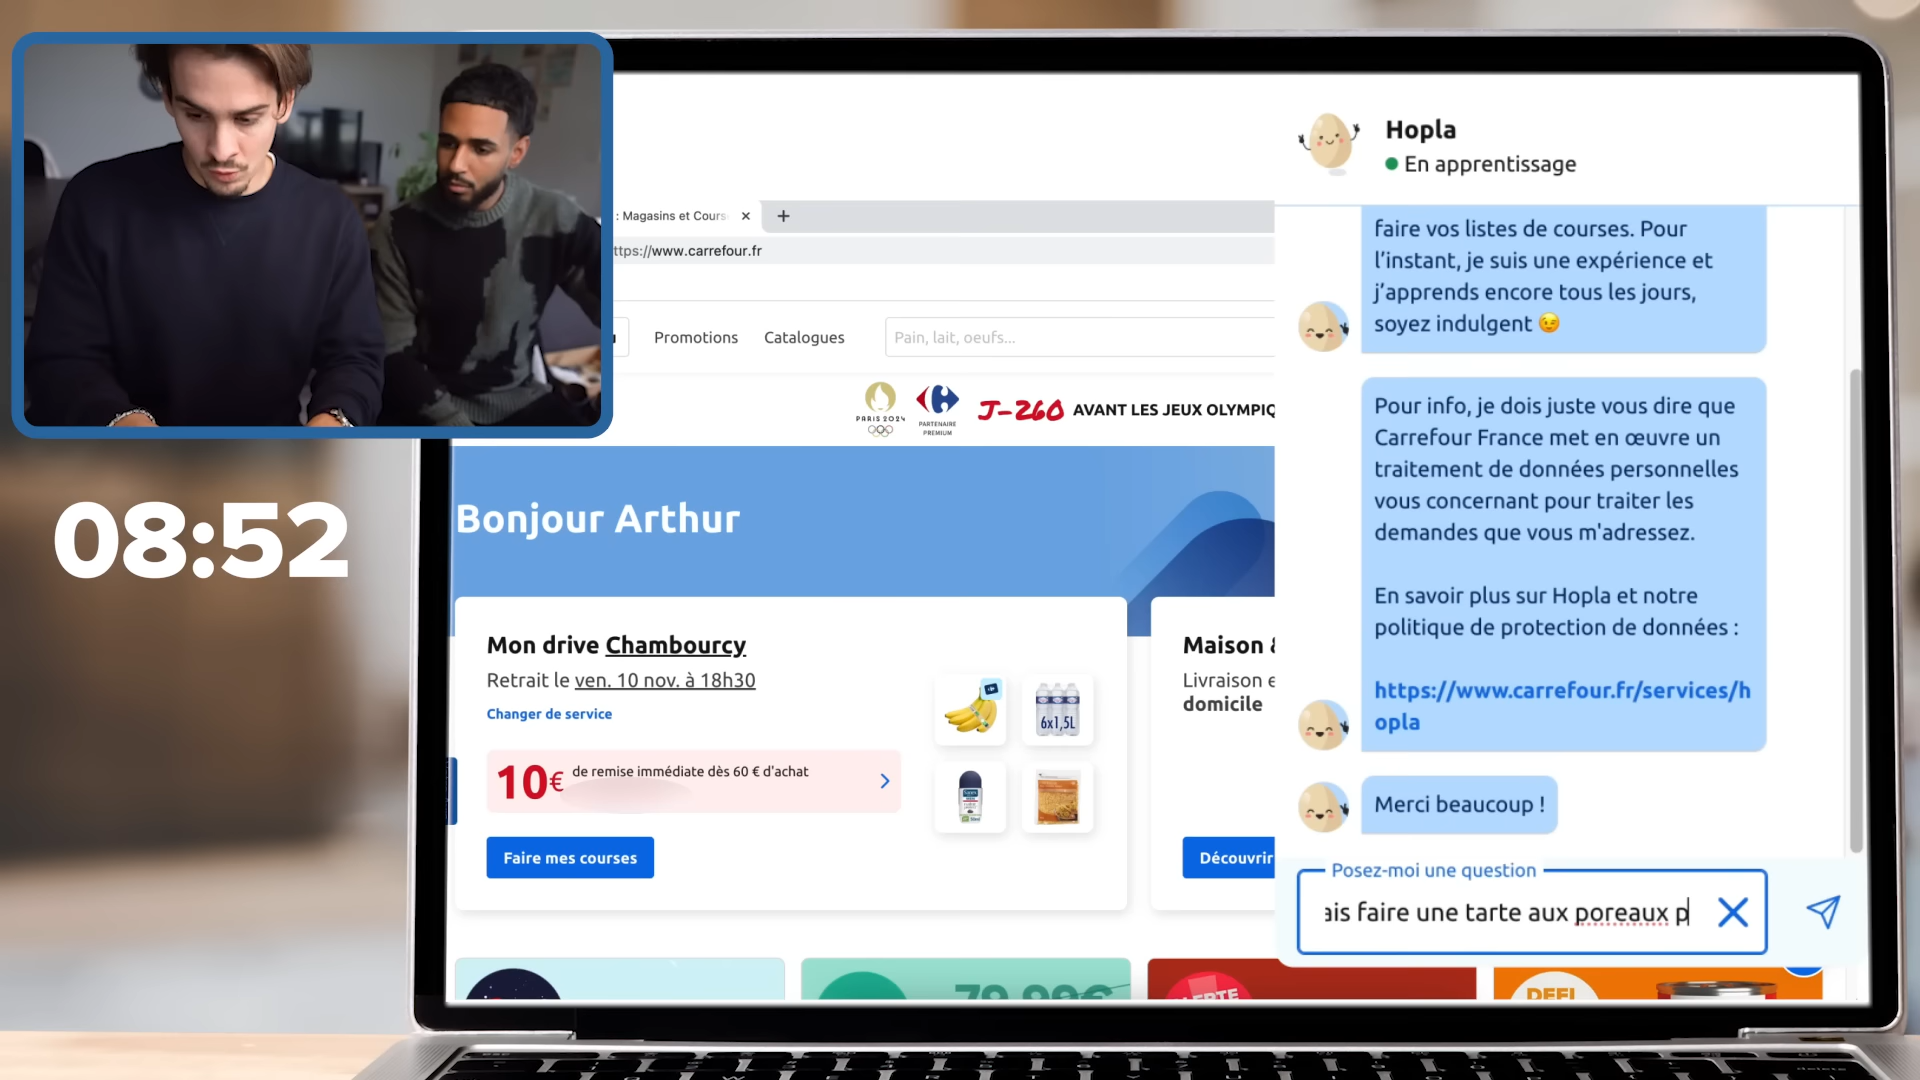 08:52
: Magasins et Cours
ttps://www.carrefour.fr
Promotions
Catalogues
Pain, lait, oeufs...
PARIS 2024
PARTENAIRE
PREMIUM
J-260 AVANT LES JEUX OLYMPIQ
Bonjour Arthur
Mon drive Chambourcy
Retrait le ven. 10 nov. à 18h30
Changer de service
10€ de remise immédiate dès 60 € d'achat
Faire mes courses
6x1,5L
Maison &
Livraison e
domicile
Découvrir
79,99€
DEFI
Hopla
En apprentissage
faire vos listes de courses. Pour
l’instant, je suis une expérience et
j’apprends encore tous les jours,
soyez indulgent 😉
Pour info, je dois juste vous dire que
Carrefour France met en œuvre un
traitement de données personnelles
vous concernant pour traiter les
demandes que vous m'adressez.
En savoir plus sur Hopla et notre
politique de protection de données :
https://www.carrefour.fr/services/h
opla
Merci beaucoup !
Posez-moi une question
ais faire une tarte aux poreaux p